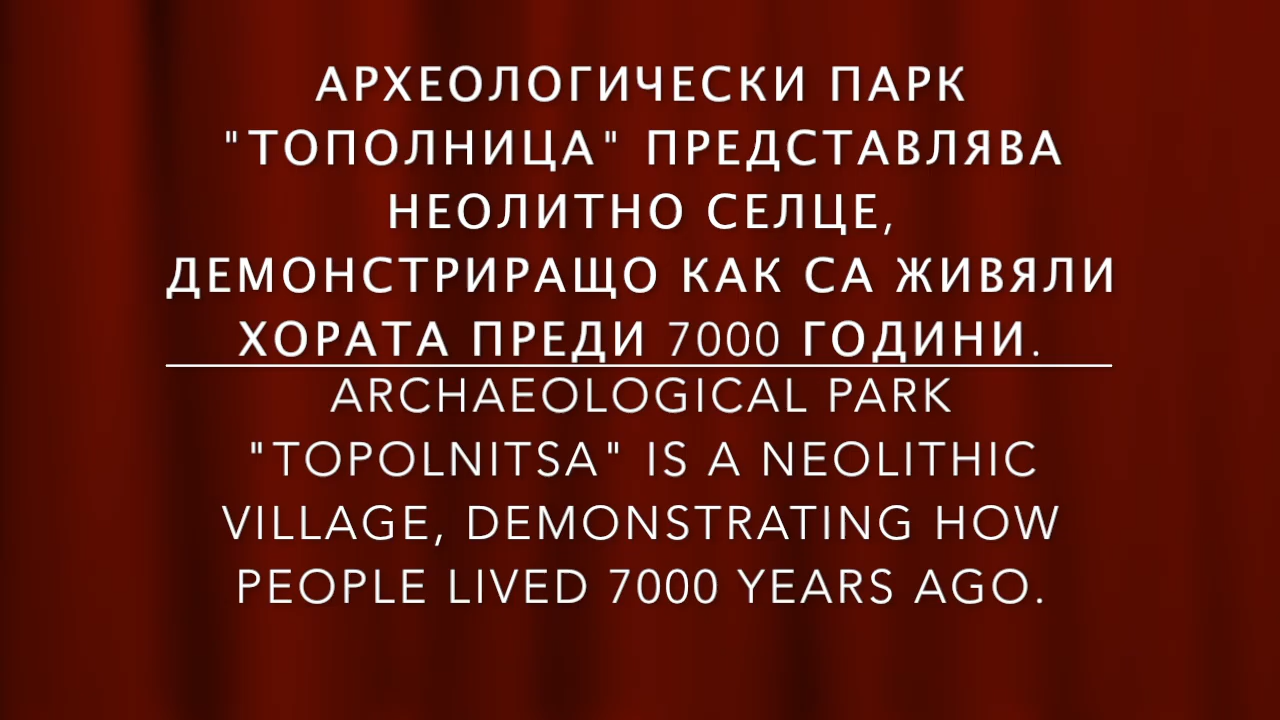 АРХЕОЛОГИЧЕСКИ ПАРК
"ТОПОЛНИЦА" ПРЕДСТАВЛЯВА
НЕОЛИТНО СЕЛЦЕ,
ДЕМОНСТРИРАЩО КАК СА ЖИВЯЛИ
ХОРАТА ПРЕДИ 7000 ГОДИНИ.
ARCHAEOLOGICAL PARK
"TOPOLNITSA" IS A NEOLITHIC
VILLAGE, DEMONSTRATING HOW
PEOPLE LIVED 7000 YEARS AGO.